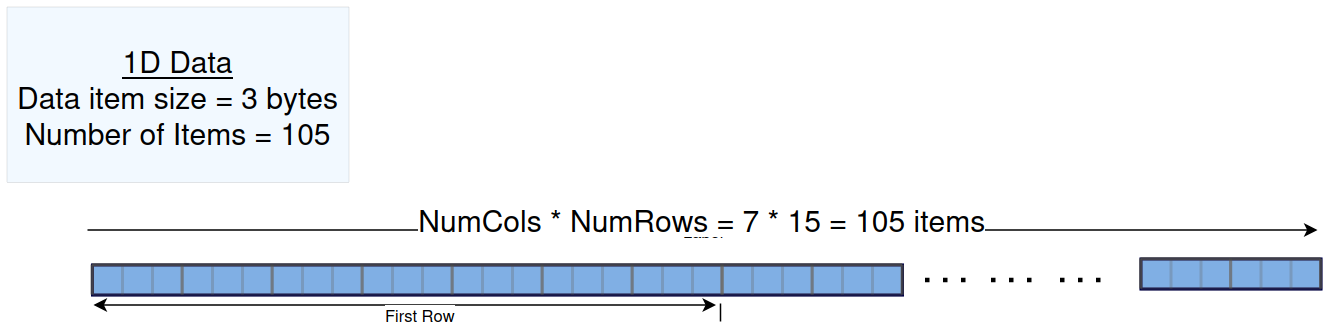 1D Data
Data item size = 3 bytes
Number of Items = 105
NumCols * NumRows = 7 * 15 = 105 items
First Row